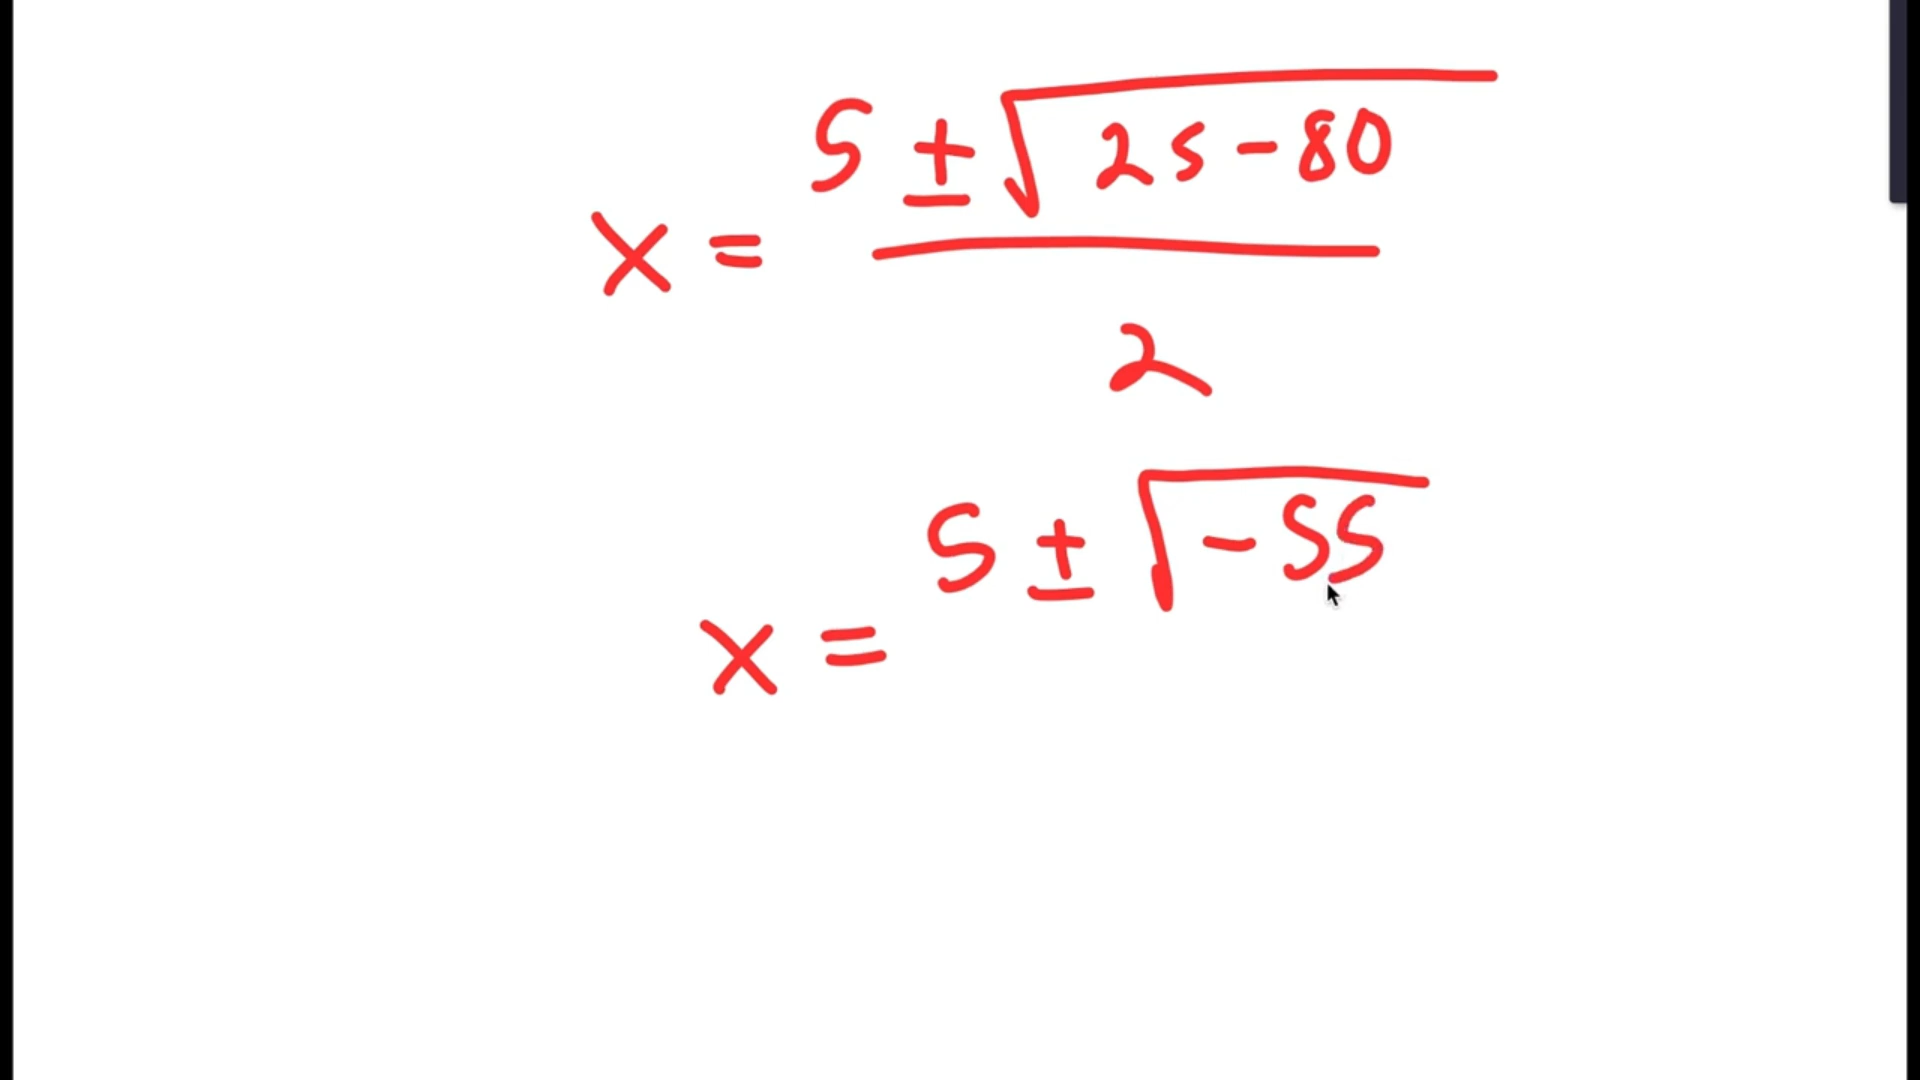 x = (5 ± √(25 - 80)) / 2
x = 5 ± √(-55)